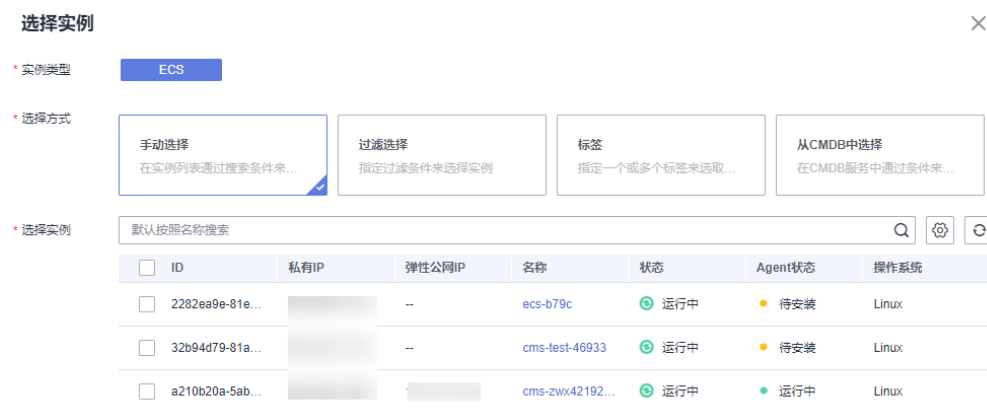 选择实例
* 实例类型 ECS
* 选择方式
手动选择 过滤选择 标签 从CMDB中选择
在实例列表通过搜索条件来... 指定过滤条件来选择实例 指定一个或多个标签来选取... 在CMDB服务中通过条件来...
* 选择实例 默认按照名称搜索
ID 私有IP 弹性公网IP 名称 状态 Agent状态 操作系统
2282ea9e-81e... -- ecs-b79c 运行中 待安装 Linux
32b94d79-81a... -- cms-test-46933 运行中 待安装 Linux
a210b20a-5ab... cms-zwx42192... 运行中 运行中 Linux